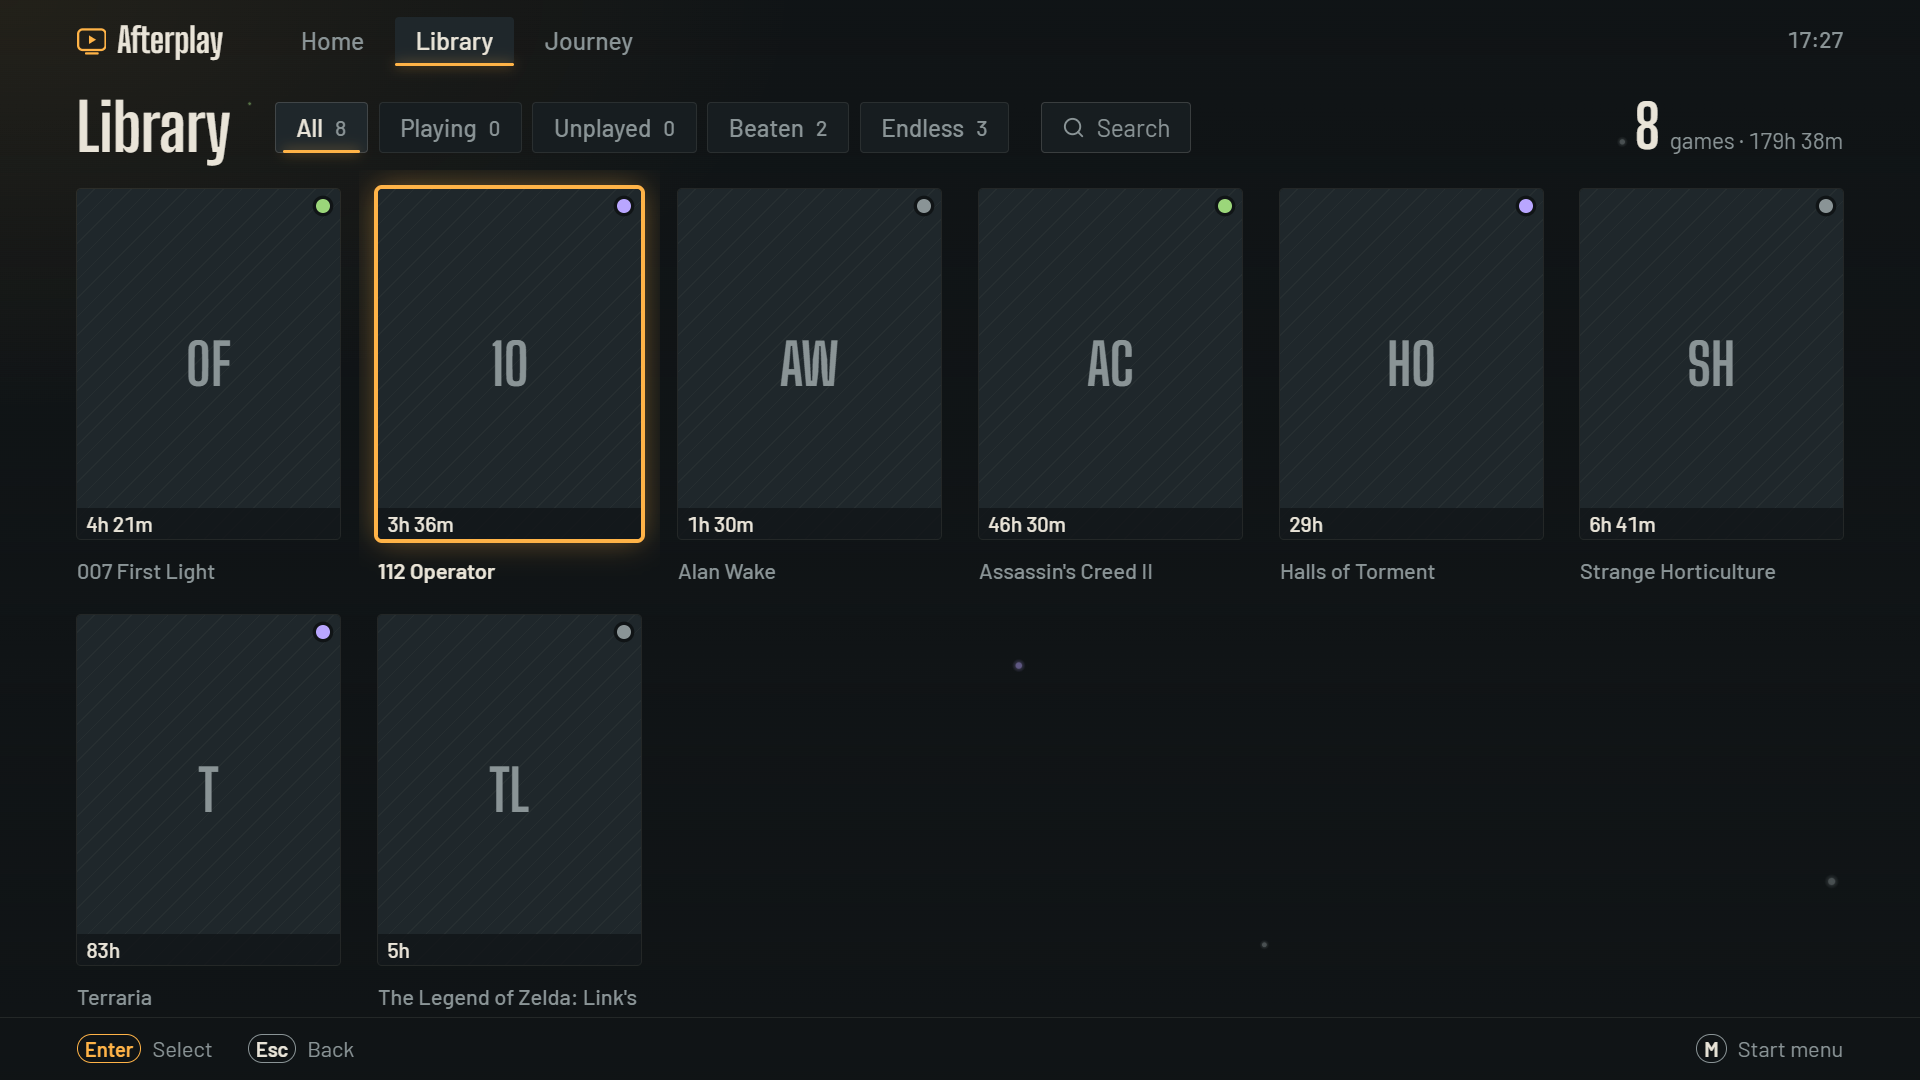 Afterplay
Home
Library
Journey
17:27
Library
All 8
Playing 0
Unplayed 0
Beaten 2
Endless 3
Search
8 games · 179h 38m
OF
10
AW
AC
HO
SH
4h 21m
3h 36m
1h 30m
46h 30m
29h
6h 41m
007 First Light
112 Operator
Alan Wake
Assassin's Creed II
Halls of Torment
Strange Horticulture
T
TL
83h
5h
Terraria
The Legend of Zelda: Link's
Enter Select
Esc Back
M Start menu